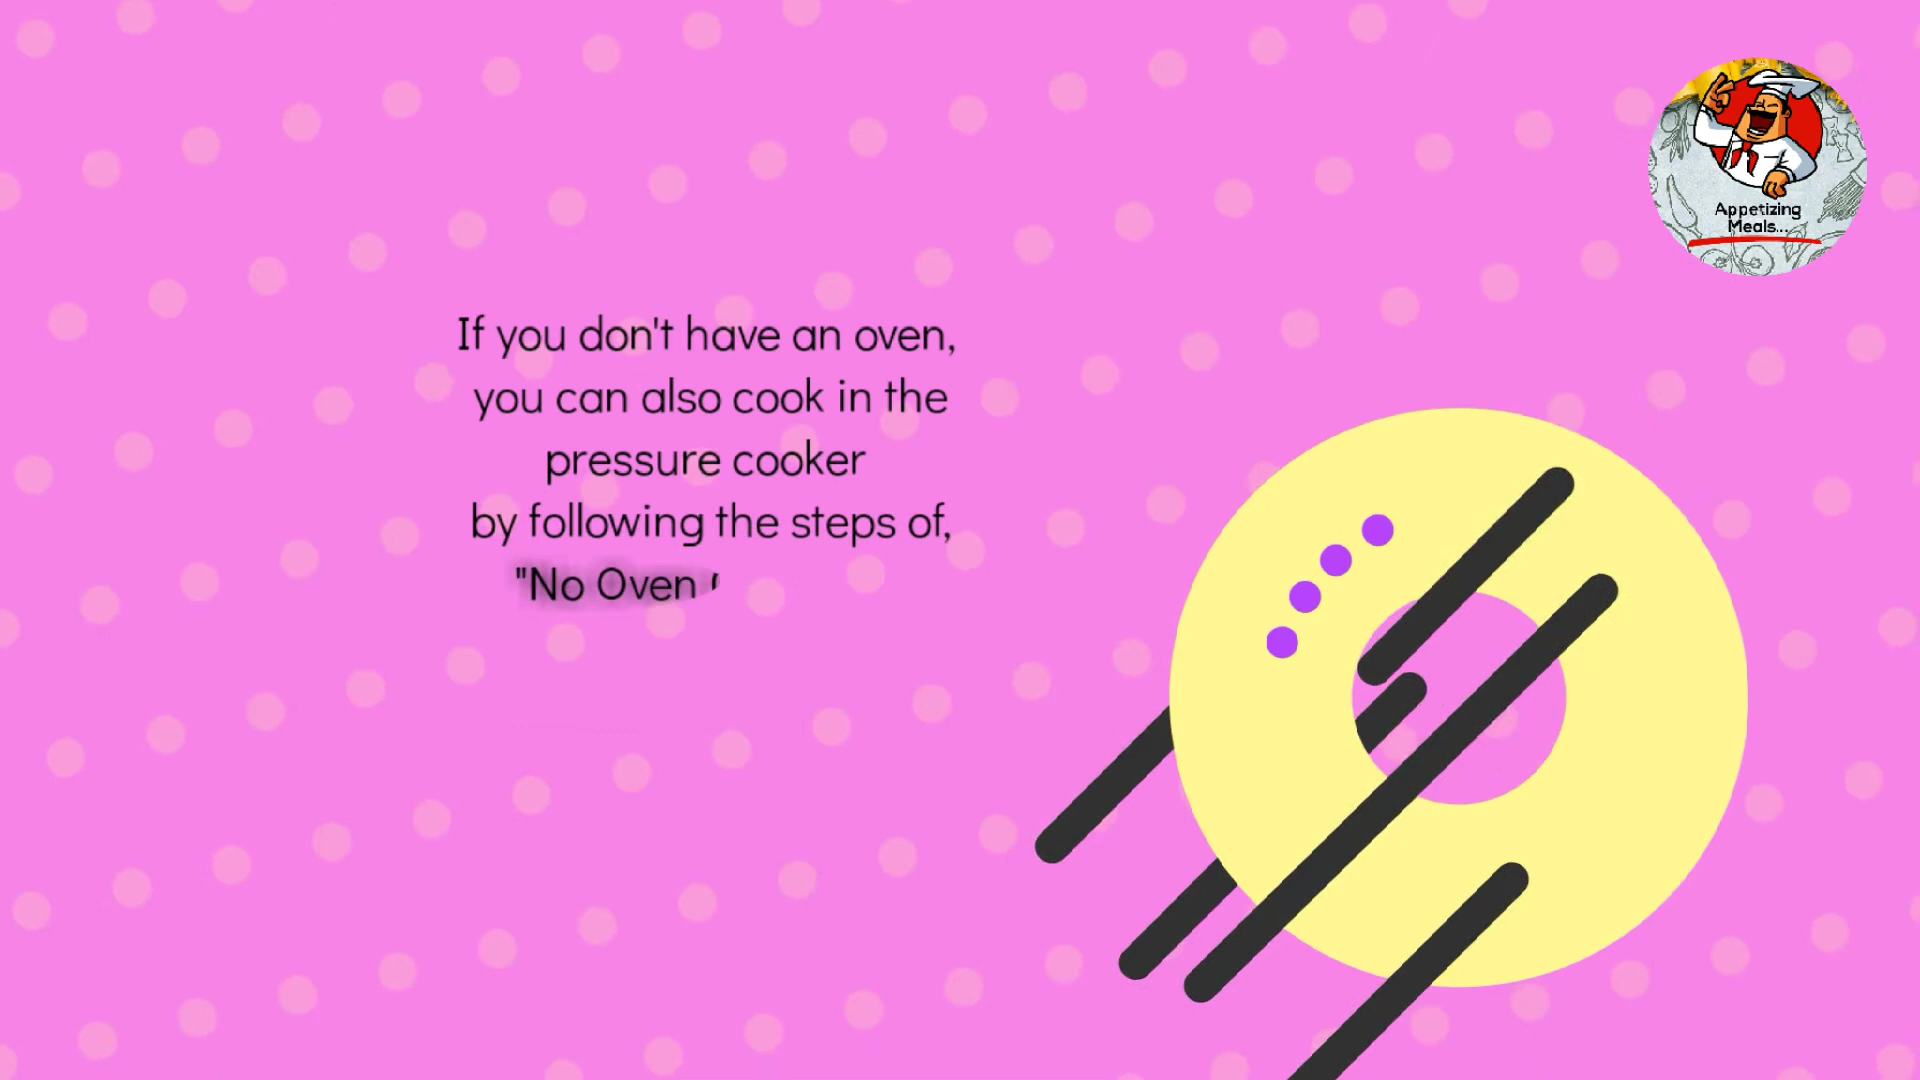 If you don't have an oven,
you can also cook in the
pressure cooker
by following the steps of,
"No Oven
Appetizing
Meals...